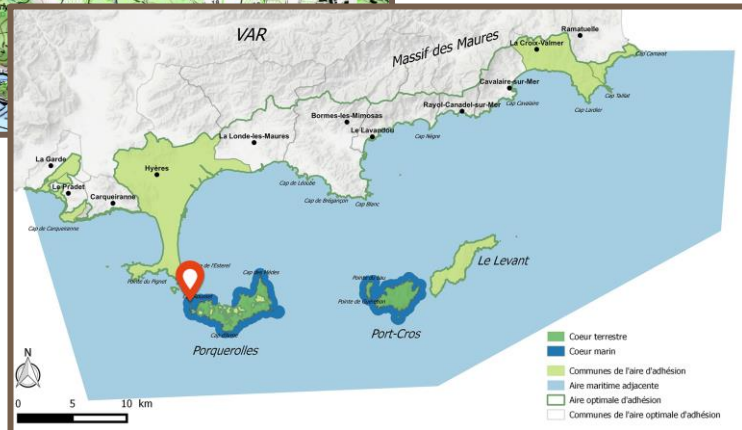 VAR
Massif des Maures
Ramatuelle
La Croix-Valmer
Cap Camarat
Cavalaire-sur-Mer
Cap Taillat
Cap Cavalaire
Cap Lardier
Rayol-Canadel-sur-Mer
Bormes-les-Mimosas
Le Lavandou
Cap Nègre
La Londe-les-Maures
La Garde
Hyères
Le Pradet
Carqueiranne
Cap de Léoube
Cap de Brégançon
Cap Blanc
Cap de Carqueiranne
de l'Esterel
Cap des Mèdes
Le Levant
Port-Cros
Porquerolles
N
0 5 10 km
Coeur terrestre
Coeur marin
Communes de l'aire d'adhésion
Aire maritime adjacente
Aire optimale d'adhésion
Communes de l'aire optimale d'adhésion